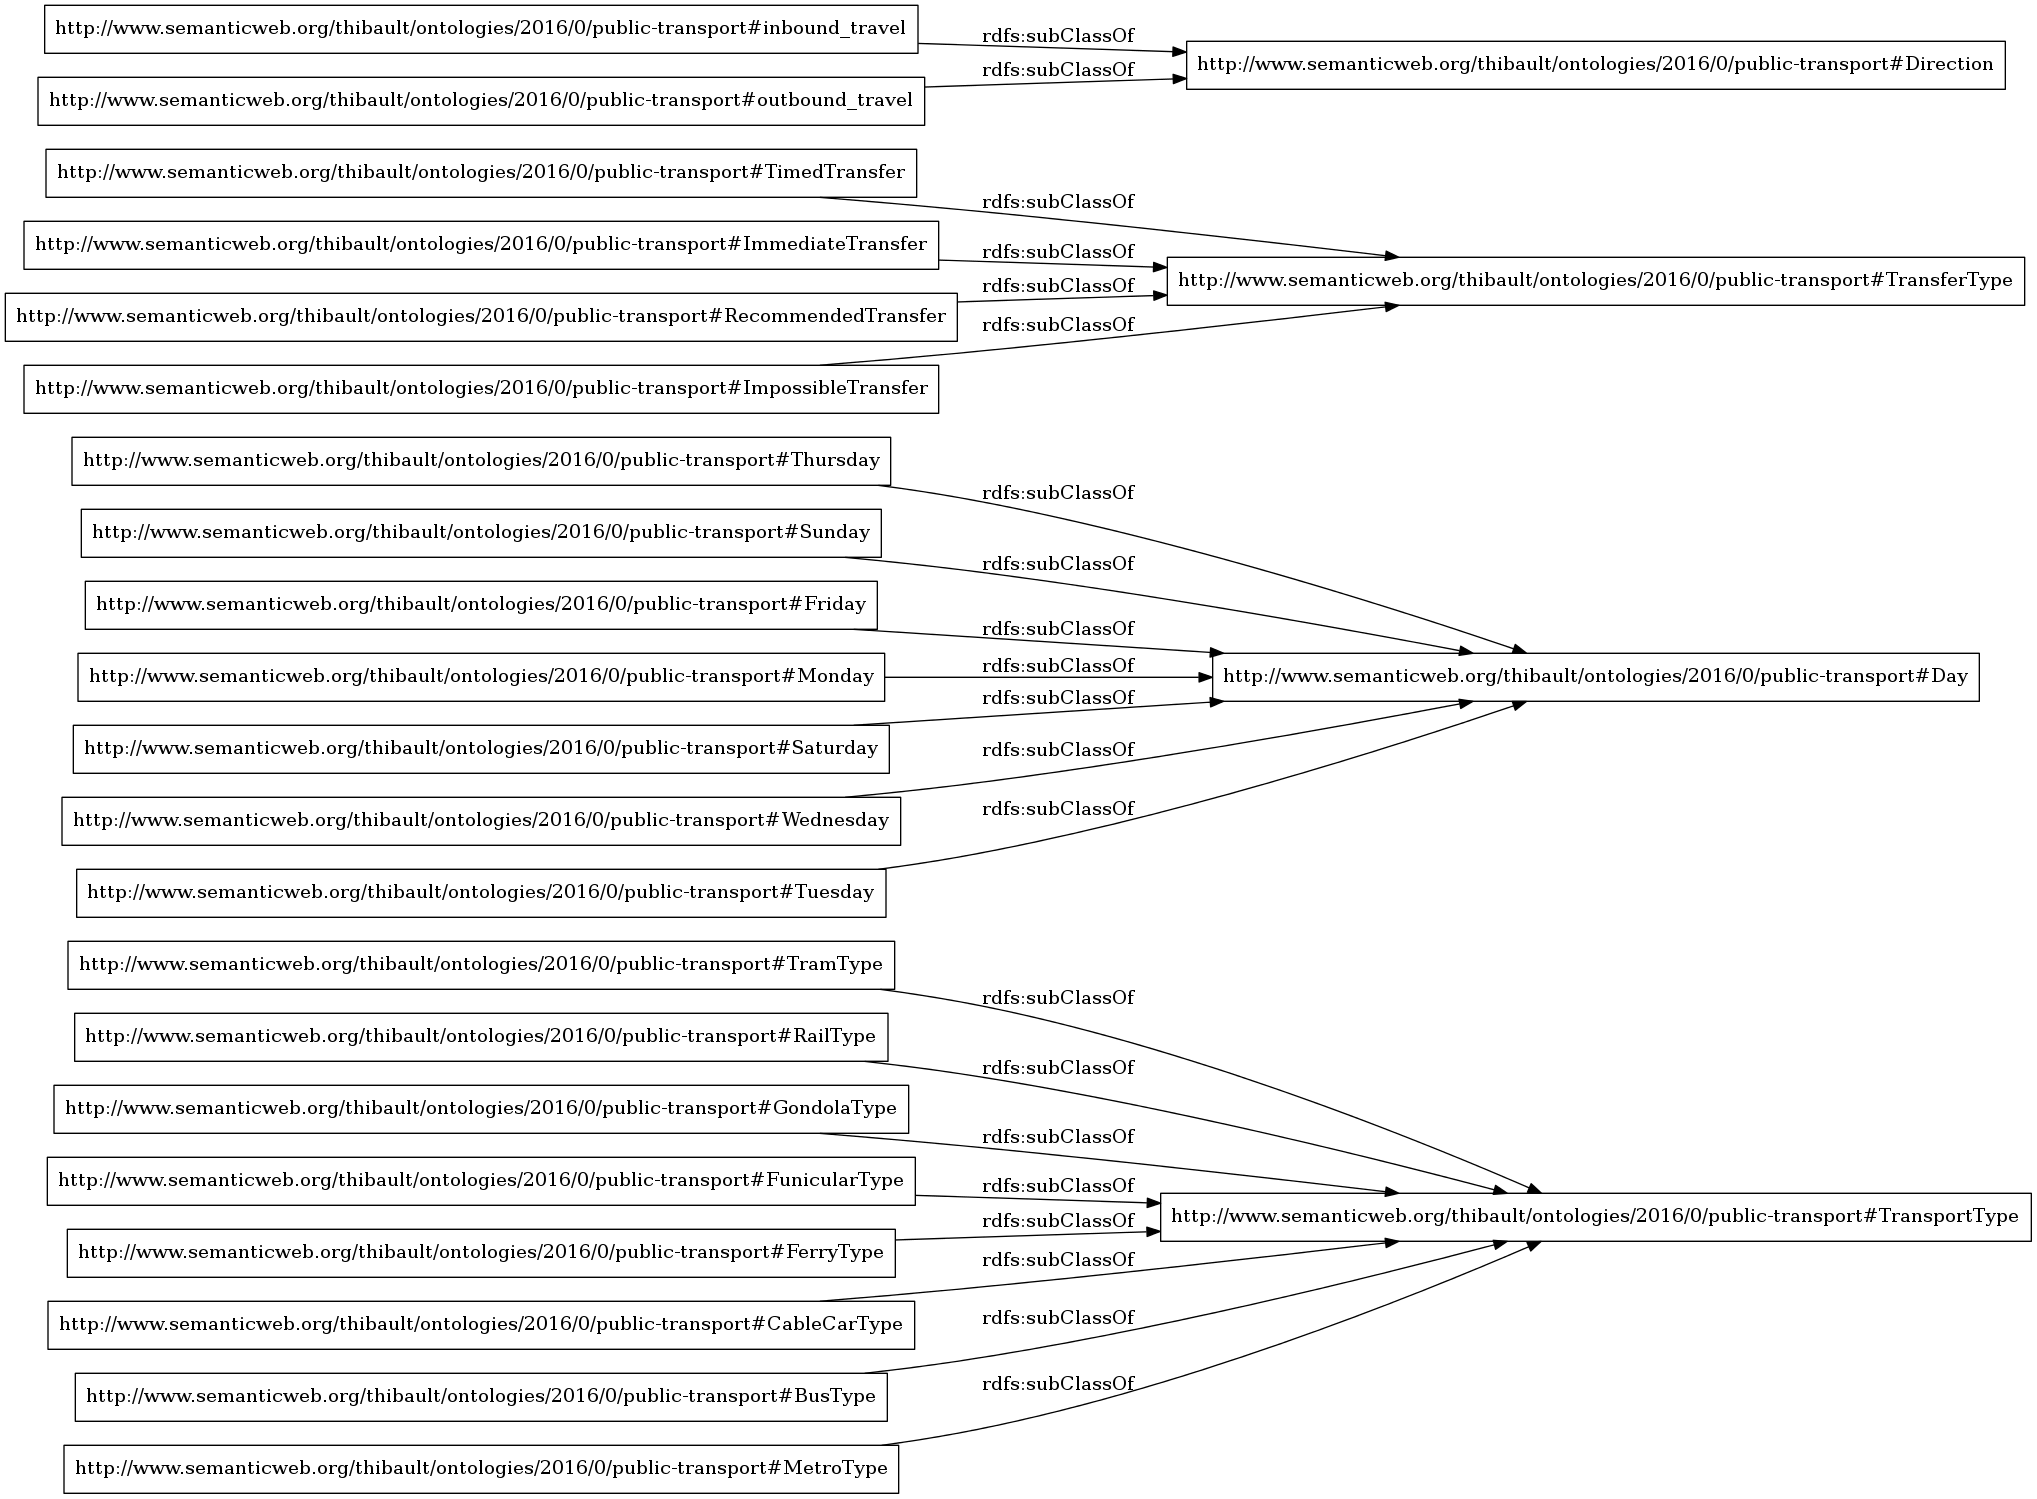 http://www.semanticweb.org/thibault/ontologies/2016/0/public-transport#inbound_travel
rdfs:subClassOf
http://www.semanticweb.org/thibault/ontologies/2016/0/public-transport#Direction
rdfs:subClassOf
http://www.semanticweb.org/thibault/ontologies/2016/0/public-transport#outbound_travel
http://www.semanticweb.org/thibault/ontologies/2016/0/public-transport#TimedTransfer
rdfs:subClassOf
http://www.semanticweb.org/thibault/ontologies/2016/0/public-transport#ImmediateTransfer
rdfs:subClassOf
http://www.semanticweb.org/thibault/ontologies/2016/0/public-transport#TransferType
rdfs:subClassOf
http://www.semanticweb.org/thibault/ontologies/2016/0/public-transport#RecommendedTransfer
rdfs:subClassOf
http://www.semanticweb.org/thibault/ontologies/2016/0/public-transport#ImpossibleTransfer
http://www.semanticweb.org/thibault/ontologies/2016/0/public-transport#Thursday
rdfs:subClassOf
http://www.semanticweb.org/thibault/ontologies/2016/0/public-transport#Sunday
rdfs:subClassOf
http://www.semanticweb.org/thibault/ontologies/2016/0/public-transport#Friday
rdfs:subClassOf
http://www.semanticweb.org/thibault/ontologies/2016/0/public-transport#Monday
rdfs:subClassOf
http://www.semanticweb.org/thibault/ontologies/2016/0/public-transport#Day
rdfs:subClassOf
http://www.semanticweb.org/thibault/ontologies/2016/0/public-transport#Saturday
rdfs:subClassOf
http://www.semanticweb.org/thibault/ontologies/2016/0/public-transport#Wednesday
rdfs:subClassOf
http://www.semanticweb.org/thibault/ontologies/2016/0/public-transport#Tuesday
http://www.semanticweb.org/thibault/ontologies/2016/0/public-transport#TramType
rdfs:subClassOf
http://www.semanticweb.org/thibault/ontologies/2016/0/public-transport#RailType
rdfs:subClassOf
http://www.semanticweb.org/thibault/ontologies/2016/0/public-transport#GondolaType
rdfs:subClassOf
http://www.semanticweb.org/thibault/ontologies/2016/0/public-transport#FunicularType
rdfs:subClassOf
http://www.semanticweb.org/thibault/ontologies/2016/0/public-transport#TransportType
rdfs:subClassOf
http://www.semanticweb.org/thibault/ontologies/2016/0/public-transport#FerryType
rdfs:subClassOf
http://www.semanticweb.org/thibault/ontologies/2016/0/public-transport#CableCarType
rdfs:subClassOf
http://www.semanticweb.org/thibault/ontologies/2016/0/public-transport#BusType
rdfs:subClassOf
http://www.semanticweb.org/thibault/ontologies/2016/0/public-transport#MetroType